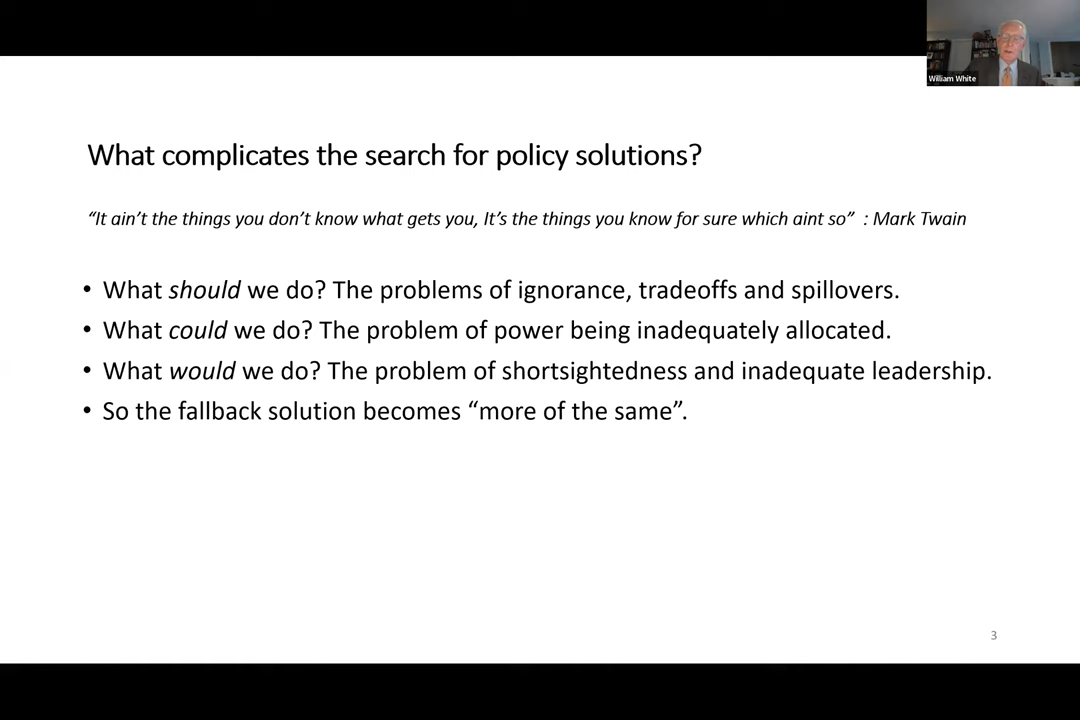 William White
What complicates the search for policy solutions?
“It ain’t the things you don’t know what gets you, It’s the things you know for sure which aint so” : Mark Twain
• What should we do? The problems of ignorance, tradeoffs and spillovers.
• What could we do? The problem of power being inadequately allocated.
• What would we do? The problem of shortsightedness and inadequate leadership.
• So the fallback solution becomes “more of the same”.
3